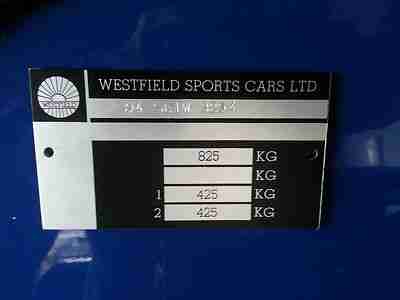 WESTFIELD SPORTS CARS LTD
825 KG
KG
1 425 KG
2 425 KG